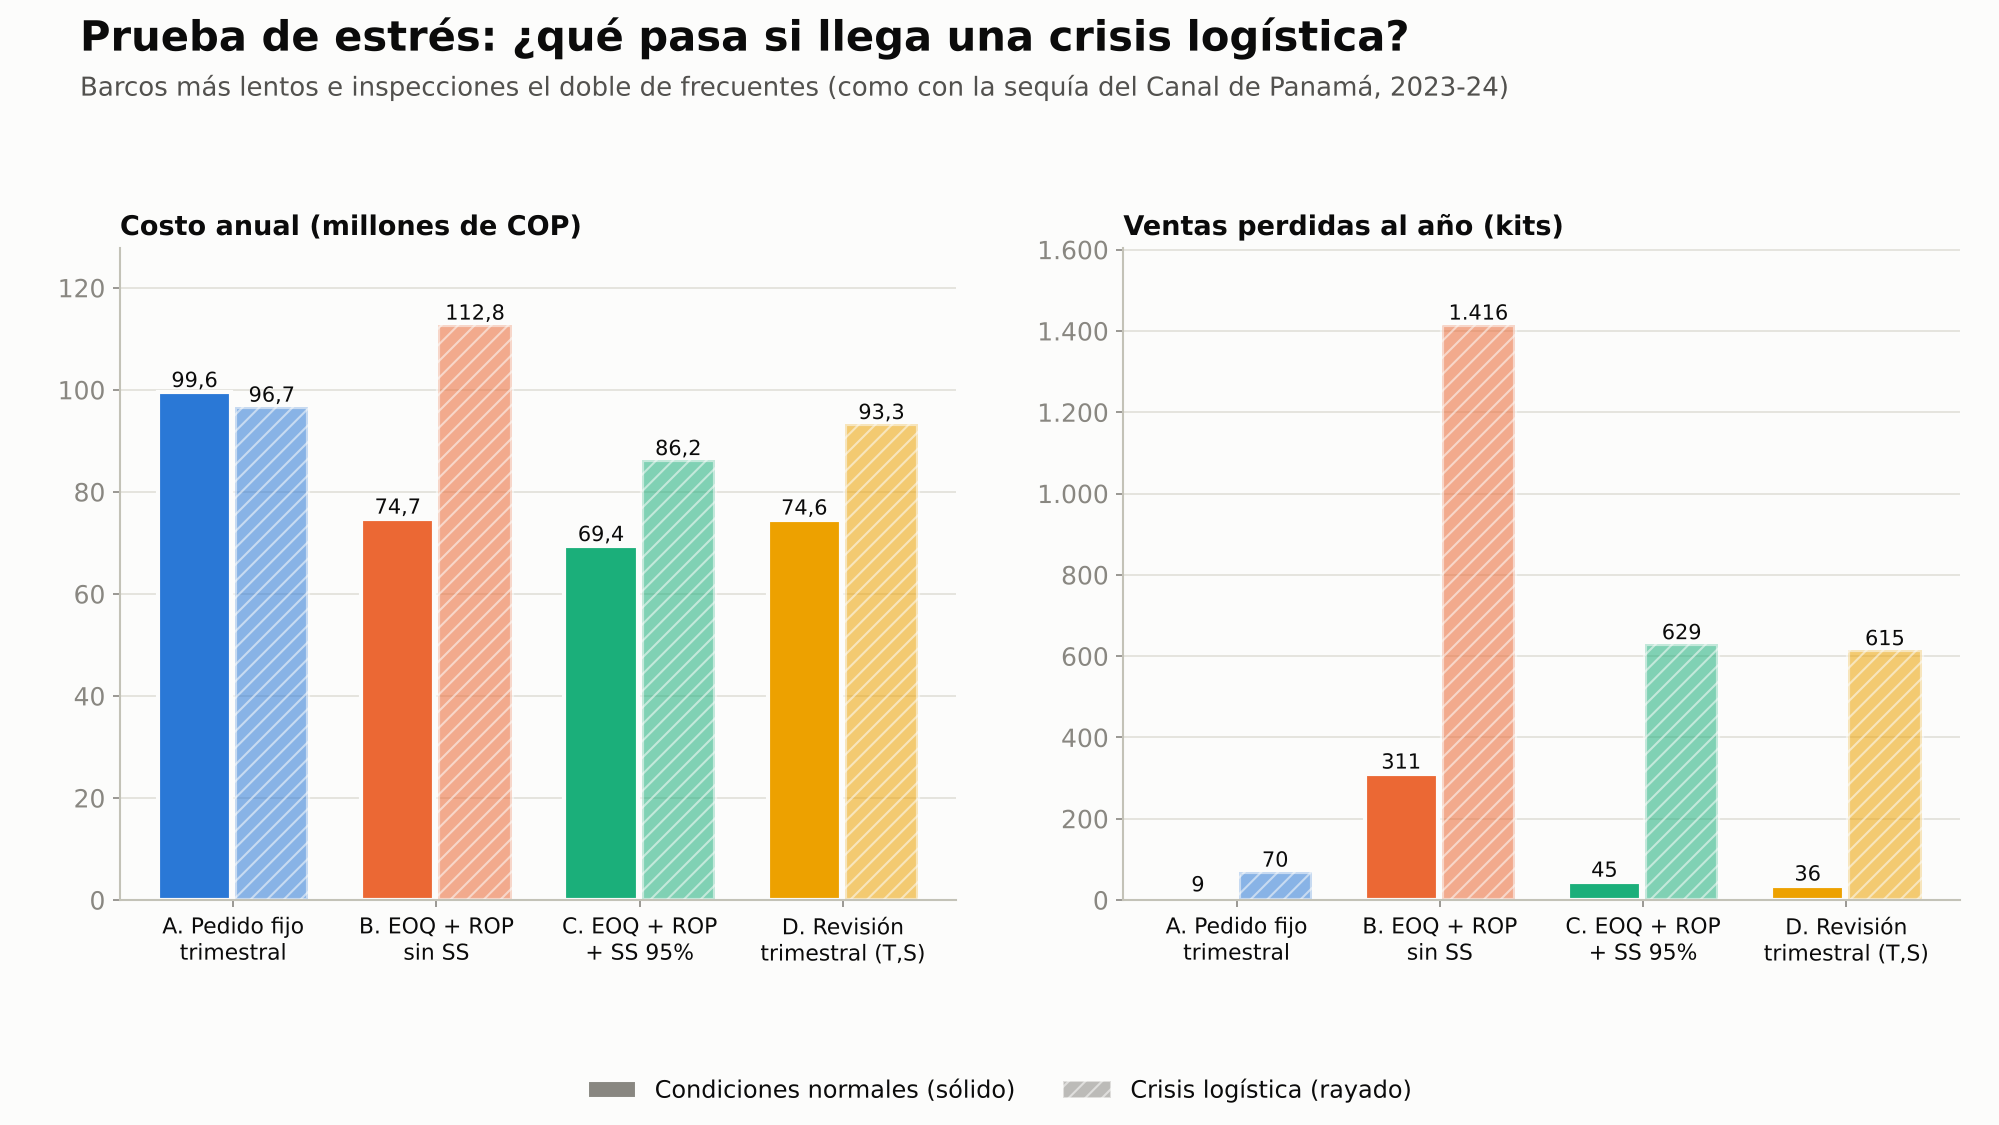 Prueba de estrés: ¿qué pasa si llega una crisis logística?
Barcos más lentos e inspecciones el doble de frecuentes (como con la sequía del Canal de Panamá, 2023-24)
Costo anual (millones de COP)
120
100
80
60
40
20
0
99,6
96,7
74,7
112,8
69,4
86,2
74,6
93,3
A. Pedido fijo
trimestral
B. EOQ + ROP
sin SS
C. EOQ + ROP
+ SS 95%
D. Revisión
trimestral (T,S)
Ventas perdidas al año (kits)
1.600
1.400
1.200
1.000
800
600
400
200
0
9
70
311
1.416
45
629
36
615
A. Pedido fijo
trimestral
B. EOQ + ROP
sin SS
C. EOQ + ROP
+ SS 95%
D. Revisión
trimestral (T,S)
Condiciones normales (sólido)
Crisis logística (rayado)